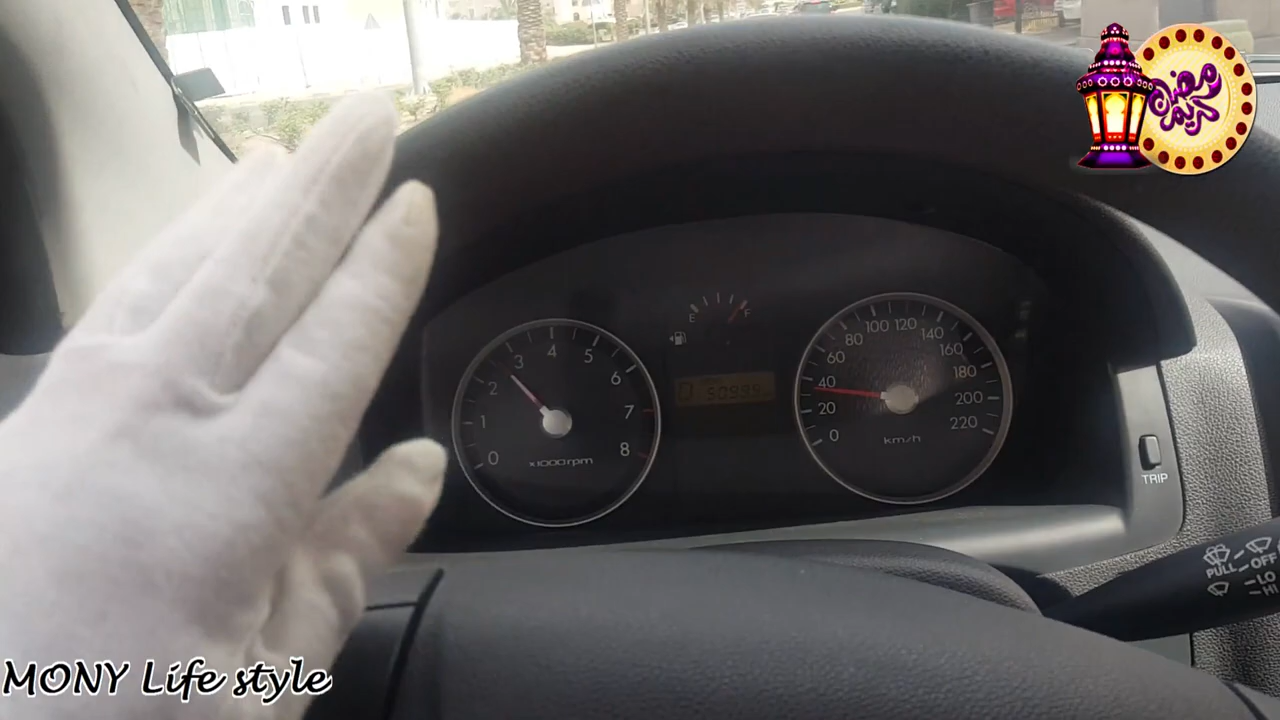 رمضان
كريم
E
F
0
1
2
3
4
5
6
7
8
x1000rpm
0
20
40
60
80
100
120
140
160
180
200
220
km/h
TRIP
PULL
OFF
LO
HI
MONY Life style